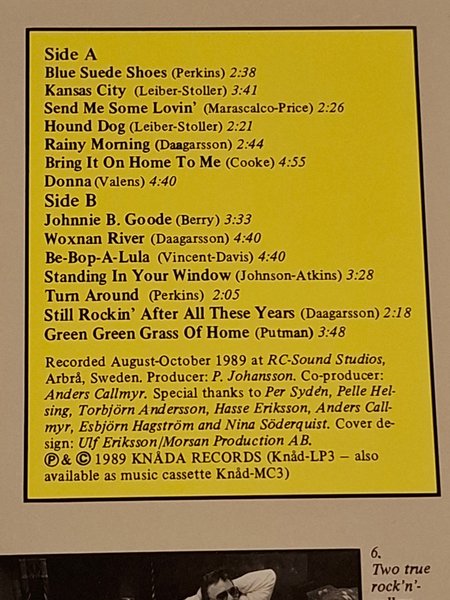 Side A
Blue Suede Shoes (Perkins) 2:38
Kansas City (Leiber-Stoller) 3:41
Send Me Some Lovin' (Marascalco-Price) 2:26
Hound Dog (Leiber-Stoller) 2:21
Rainy Morning (Daagarsson) 2:44
Bring It On Home To Me (Cooke) 4:55
Donna (Valens) 4:40
Side B
Johnnie B. Goode (Berry) 3:33
Woxnan River (Daagarsson) 4:40
Be-Bop-A-Lula (Vincent-Davis) 4:40
Standing In Your Window (Johnson-Atkins) 3:28
Turn Around (Perkins) 2:05
Still Rockin' After All These Years (Daagarsson) 2:18
Green Green Grass Of Home (Putman) 3:48
Recorded August-October 1989 at RC-Sound Studios,
Arbrå, Sweden. Producer: P. Johansson. Co-producer:
Anders Callmyr. Special thanks to Per Sydén, Pelle Hel-
sing, Torbjörn Andersson, Hasse Eriksson, Anders Call-
myr, Esbjörn Hagström and Nina Söderquist. Cover de-
sign: Ulf Eriksson/Morsan Production AB.
℗ & © 1989 KNÅDA RECORDS (Knåd-LP3 – also
available as music cassette Knåd-MC3)
6.
Two true
rock'n'-